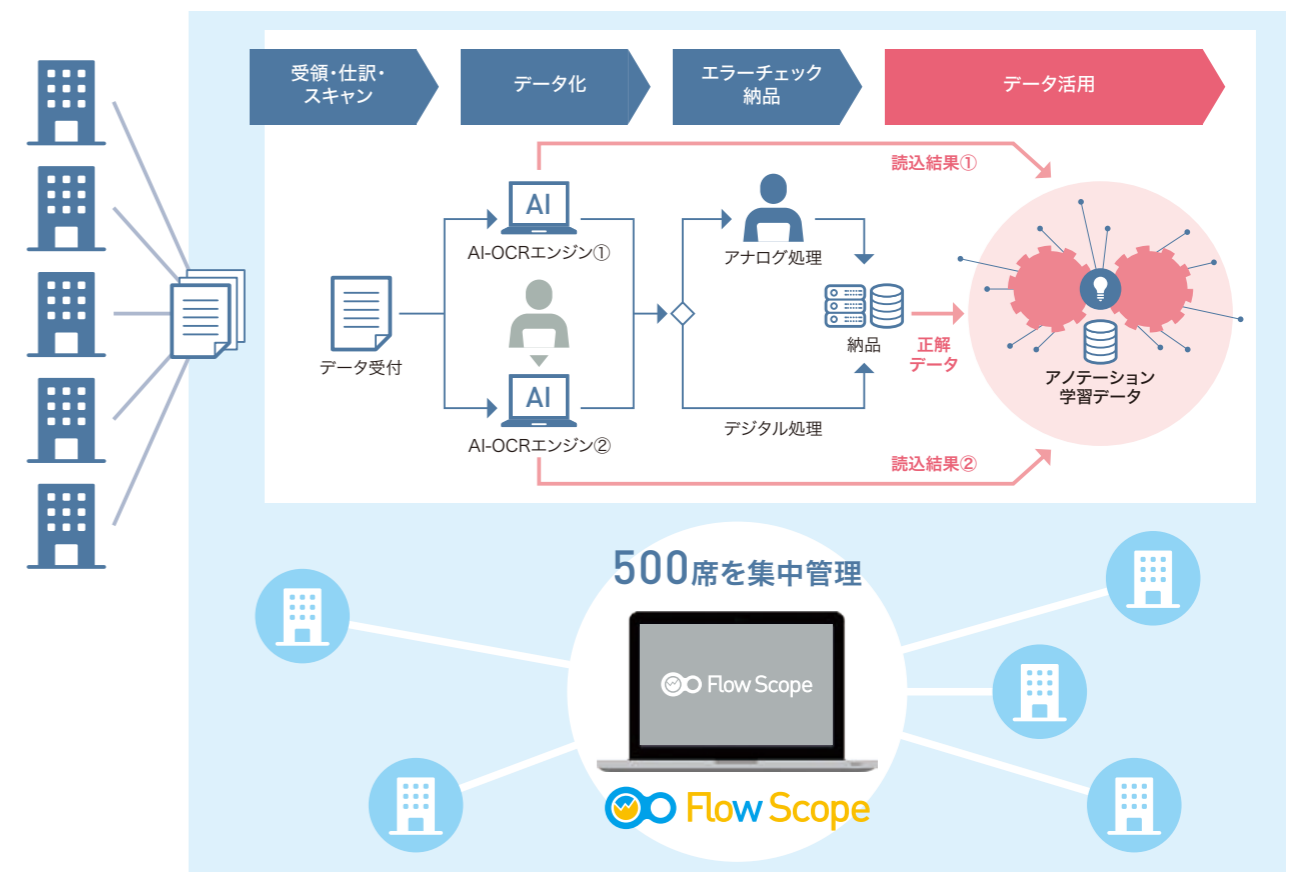 受領・仕訳・
スキャン
データ化
エラーチェック
納品
データ活用
読込結果①
AI
AI-OCRエンジン①
アナログ処理
データ受付
納品
正解
データ
アノテーション
学習データ
AI
AI-OCRエンジン②
デジタル処理
読込結果②
500席を集中管理
Flow Scope
Flow Scope